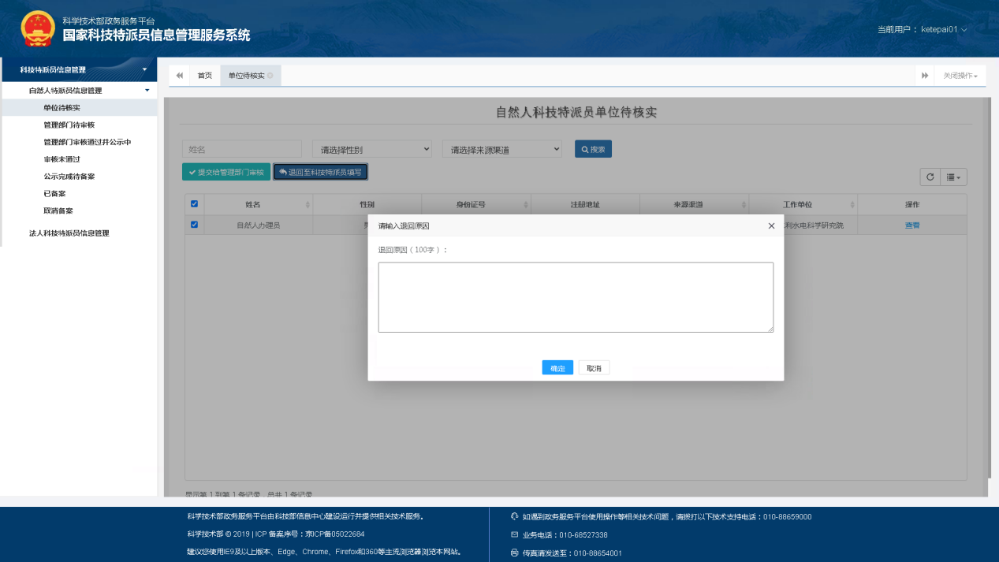 科学技术部政务服务平台
国家科技特派员信息管理服务系统
当前用户： ketepai01
科技特派员信息管理
自然人特派员信息管理
单位待核实
管理部门待审核
管理部门审核通过并公示中
审核未通过
公示完成待备案
已备案
取消备案
法人科技特派员信息管理
首页 单位待核实 关闭操作
自然人科技特派员单位待核实
姓名 请选择性别 请选择来源渠道 搜索
提交给管理部门审核 退回至科技特派员填写
姓名 性别 身份证号 注册地址 来源渠道 工作单位 操作
自然人办理员 利水电科学研究院 查看
请输入退回原因
退回原因（100字）：
确定 取消
显示第 1 到第 1 条记录，总共 1 条记录
科学技术部政务服务平台由科技部信息中心建设运行并提供相关技术服务。
科学技术部 © 2019 | ICP 备案序号：京ICP备05022684
建议您使用IE9及以上版本、Edge、Chrome、Firefox和360等主流浏览器浏览本网站。
如遇到政务服务平台使用操作等相关技术问题，请拨打以下技术支持电话：010-88659000
业务电话：010-68527338
传真请发送至：010-88654001